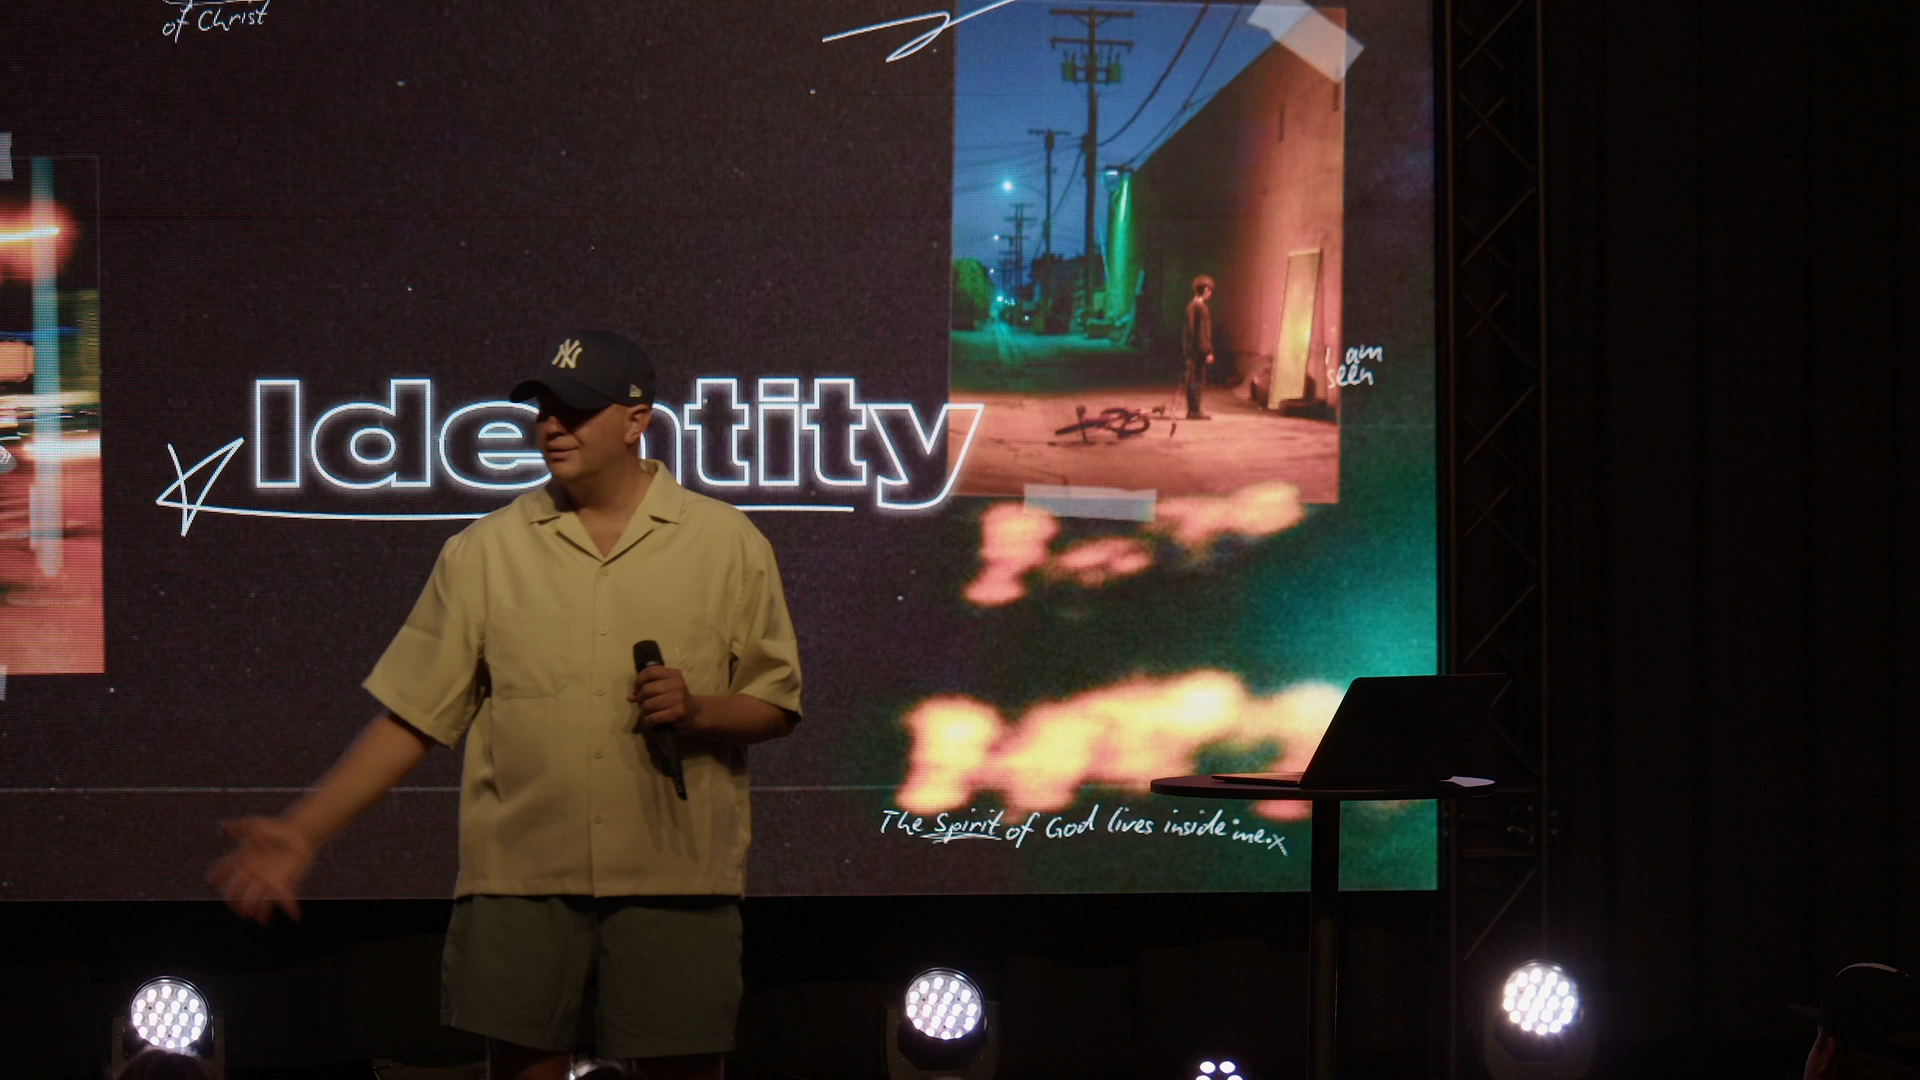 of Christ
NY
Identity
I am
seen
The Spirit of God lives inside me.x